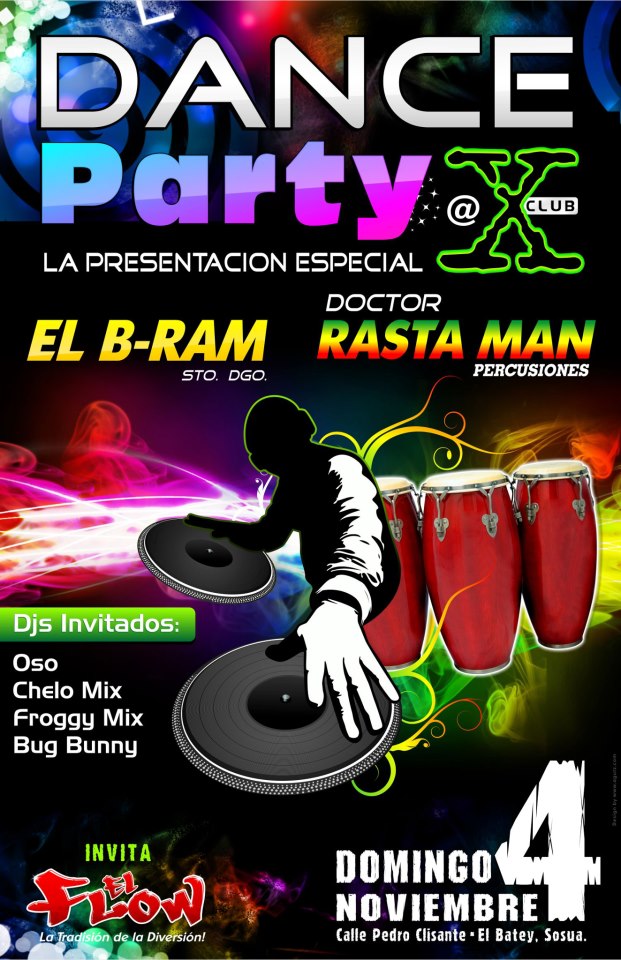 DANCE
Party @ X CLUB
LA PRESENTACION ESPECIAL
EL B-RAM
STO. DGO.
DOCTOR
RASTA MAN
PERCUSIONES
Djs Invitados:
Oso
Chelo Mix
Froggy Mix
Bug Bunny
INVITA
EL
FLOW
La Tradición de la Diversión!
DOMINGO 4
NOVIEMBRE
Calle Pedro Clisante • El Batey, Sosua.